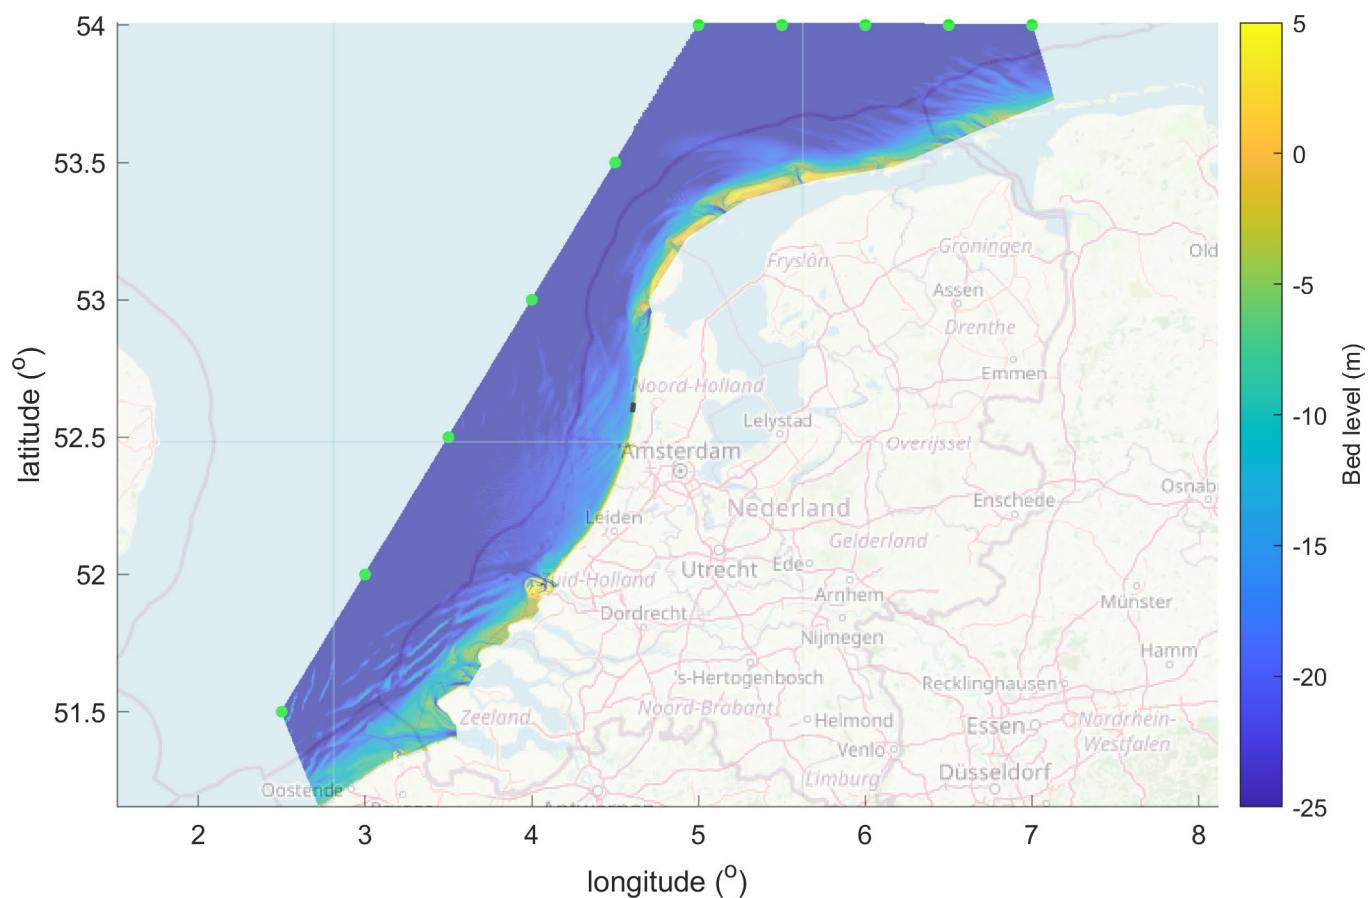 54
53.5
53
52.5
52
51.5
latitude (o)
2
3
4
5
6
7
8
longitude (o)
5
0
-5
-10
-15
-20
-25
Bed level (m)
Groningen
Old
Fryslân
Assen
Drenthe
Emmen
Noord-Holland
Lelystad
Overijssel
Amsterdam
Osnab
Enschede
Nederland
Leiden
Gelderland
Utrecht
Ede
uid-Holland
Arnhem
Münster
Dordrecht
Nijmegen
Hamm
's-Hertogenbosch
Recklinghausen
Noord-Brabant
Zeeland
Helmond
Essen
Nordrhein-
Westfalen
Venlo
Limburg
Düsseldorf
Oostende